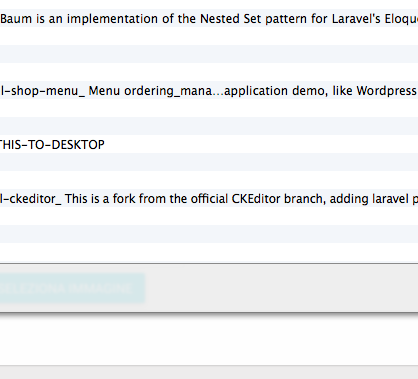 Baum is an implementation of the Nested Set pattern for Laravel's Eloqu
l-shop-menu_ Menu ordering_mana...application demo, like Wordpress
THIS-TO-DESKTOP
l-ckeditor_ This is a fork from the official CKEditor branch, adding laravel p